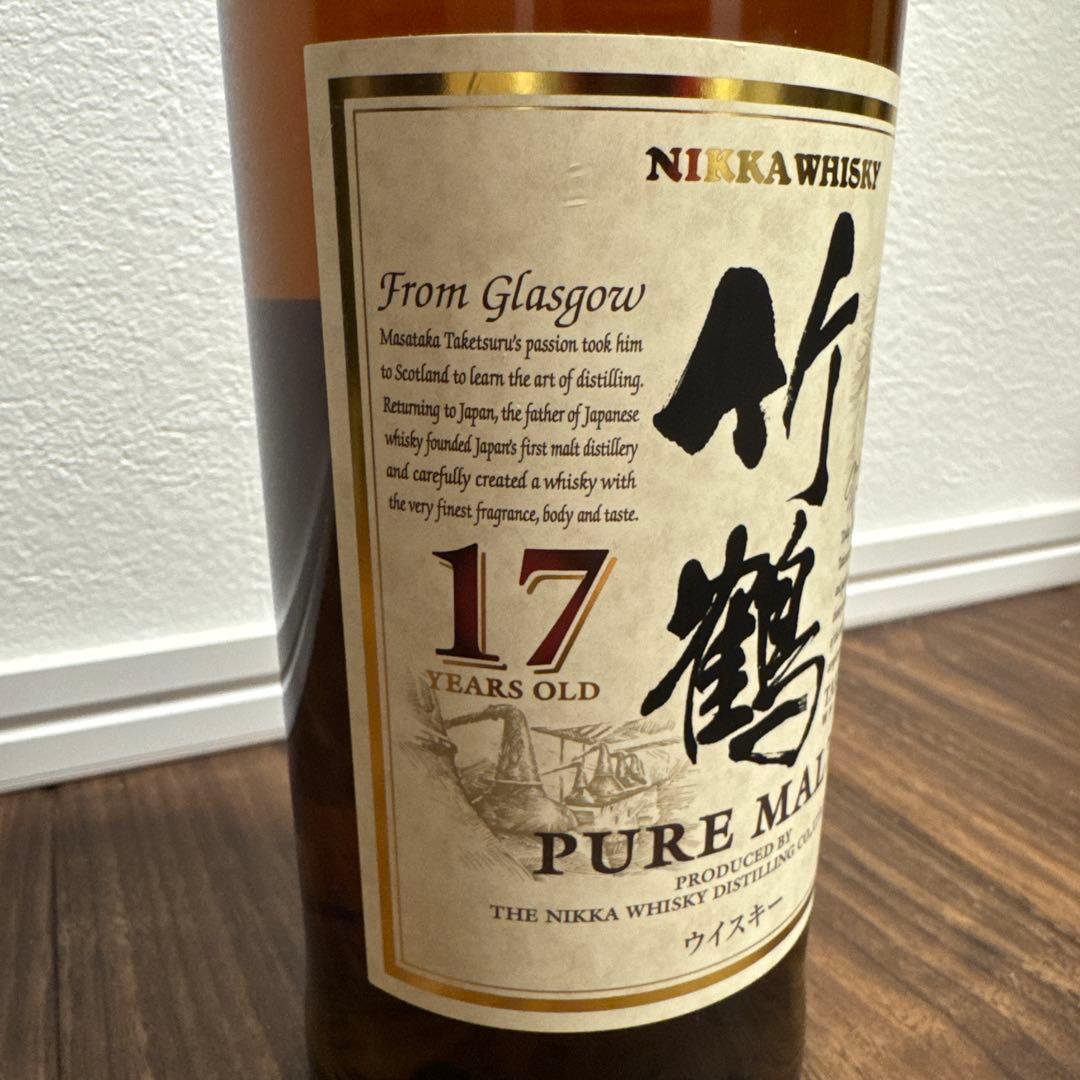 NIKKA WHISKY
From Glasgow
Masataka Taketsuru's passion took him
to Scotland to learn the art of distilling.
Returning to Japan, the father of Japanese
whisky founded Japan's first malt distillery
and carefully created a whisky with
the very finest fragrance, body and taste.
竹鶴
17
YEARS OLD
PURE MAL
PRODUCED BY
THE NIKKA WHISKY DISTILLING CO.,
ウイスキー